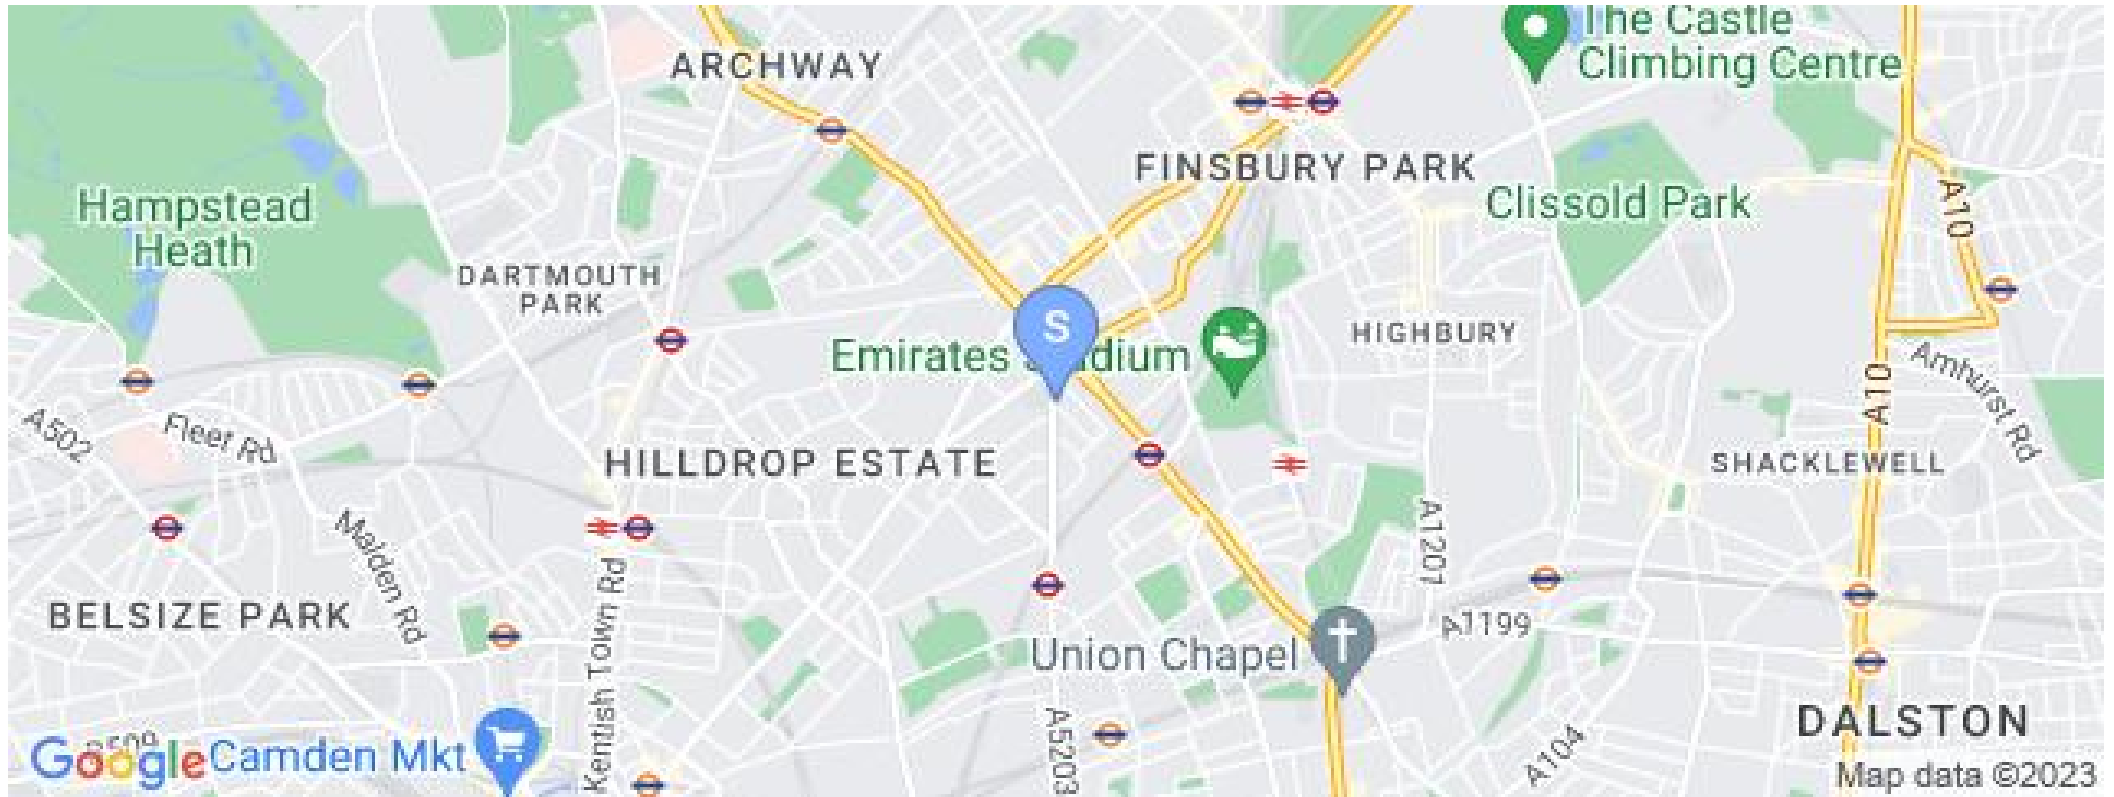 The Castle
Climbing Centre
ARCHWAY
FINSBURY PARK
Hampstead
Heath
Clissold Park
A10
DARTMOUTH
PARK
S
Emirates
HIGHBURY
Amhurst Rd
A10
A502
Fleet Rd
HILLDROP ESTATE
SHACKLEWELL
Malden Rd
A1201
BELSIZE PARK
Kentish Town Rd
Union Chapel
A1199
A5203
A104
DALSTON
Google
Camden Mkt
Map data ©2023